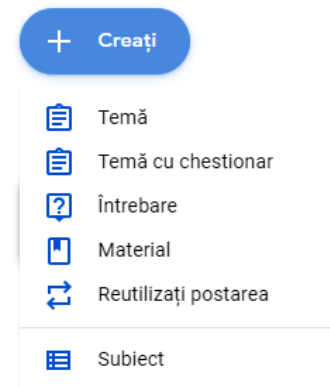 Creați
Temă
Temă cu chestionar
Întrebare
Material
Reutilizați postarea
Subiect